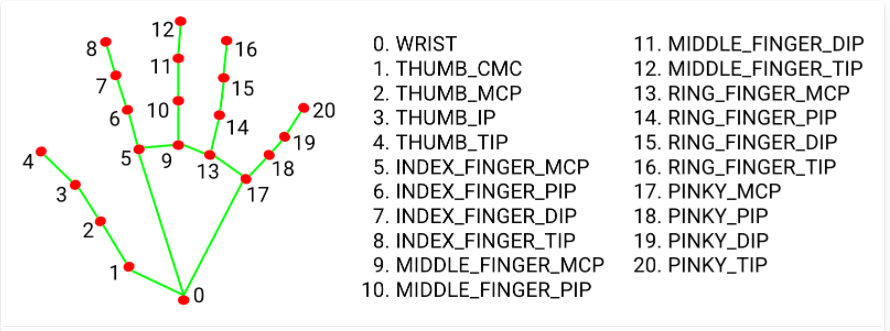 12
8
16
11
7
15
10
6
20
14
19
4
5
9
13
18
3
17
2
1
0
0. WRIST
1. THUMB_CMC
2. THUMB_MCP
3. THUMB_IP
4. THUMB_TIP
5. INDEX_FINGER_MCP
6. INDEX_FINGER_PIP
7. INDEX_FINGER_DIP
8. INDEX_FINGER_TIP
9. MIDDLE_FINGER_MCP
10. MIDDLE_FINGER_PIP
11. MIDDLE_FINGER_DIP
12. MIDDLE_FINGER_TIP
13. RING_FINGER_MCP
14. RING_FINGER_PIP
15. RING_FINGER_DIP
16. RING_FINGER_TIP
17. PINKY_MCP
18. PINKY_PIP
19. PINKY_DIP
20. PINKY_TIP